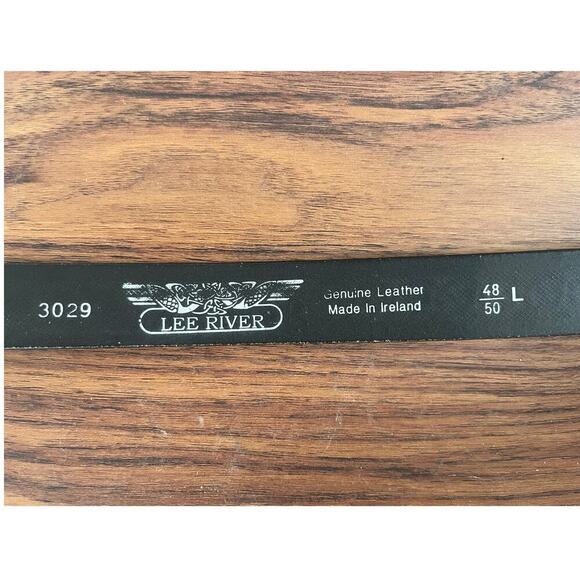 3029
LEE RIVER
Genuine Leather
Made In Ireland
48
50 L